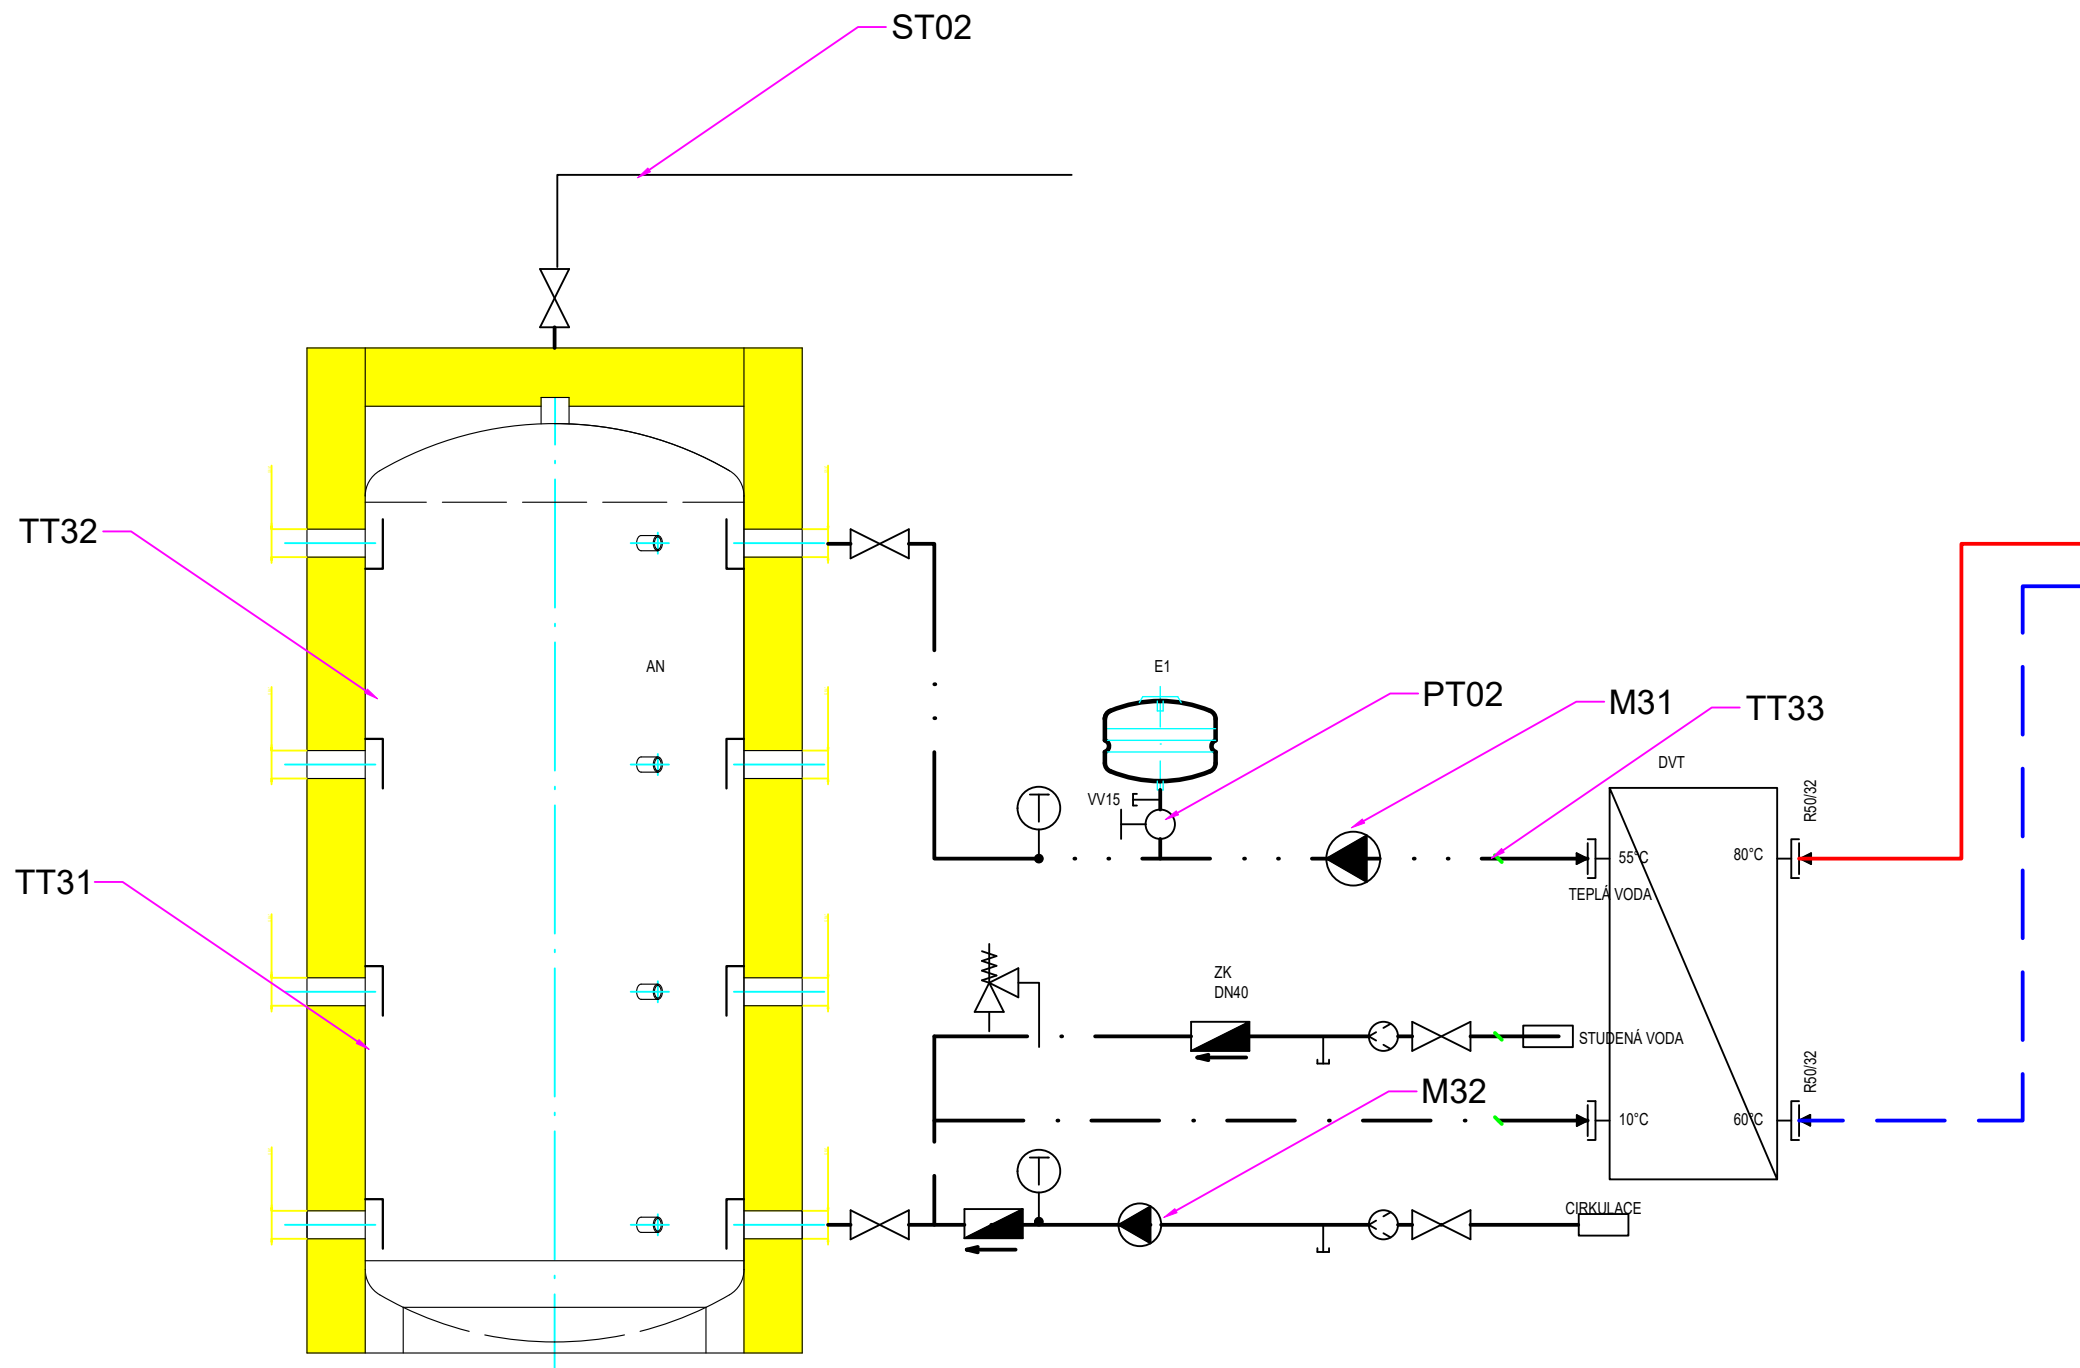 ST02
TT32
AN
E1
PT02
M31
TT33
DVT
VV15
R50/32
55°C
80°C
TEPLÁ VODA
TT31
ZK
DN40
STUDENÁ VODA
R50/32
M32
10°C
60°C
CIRKULACE
T
T